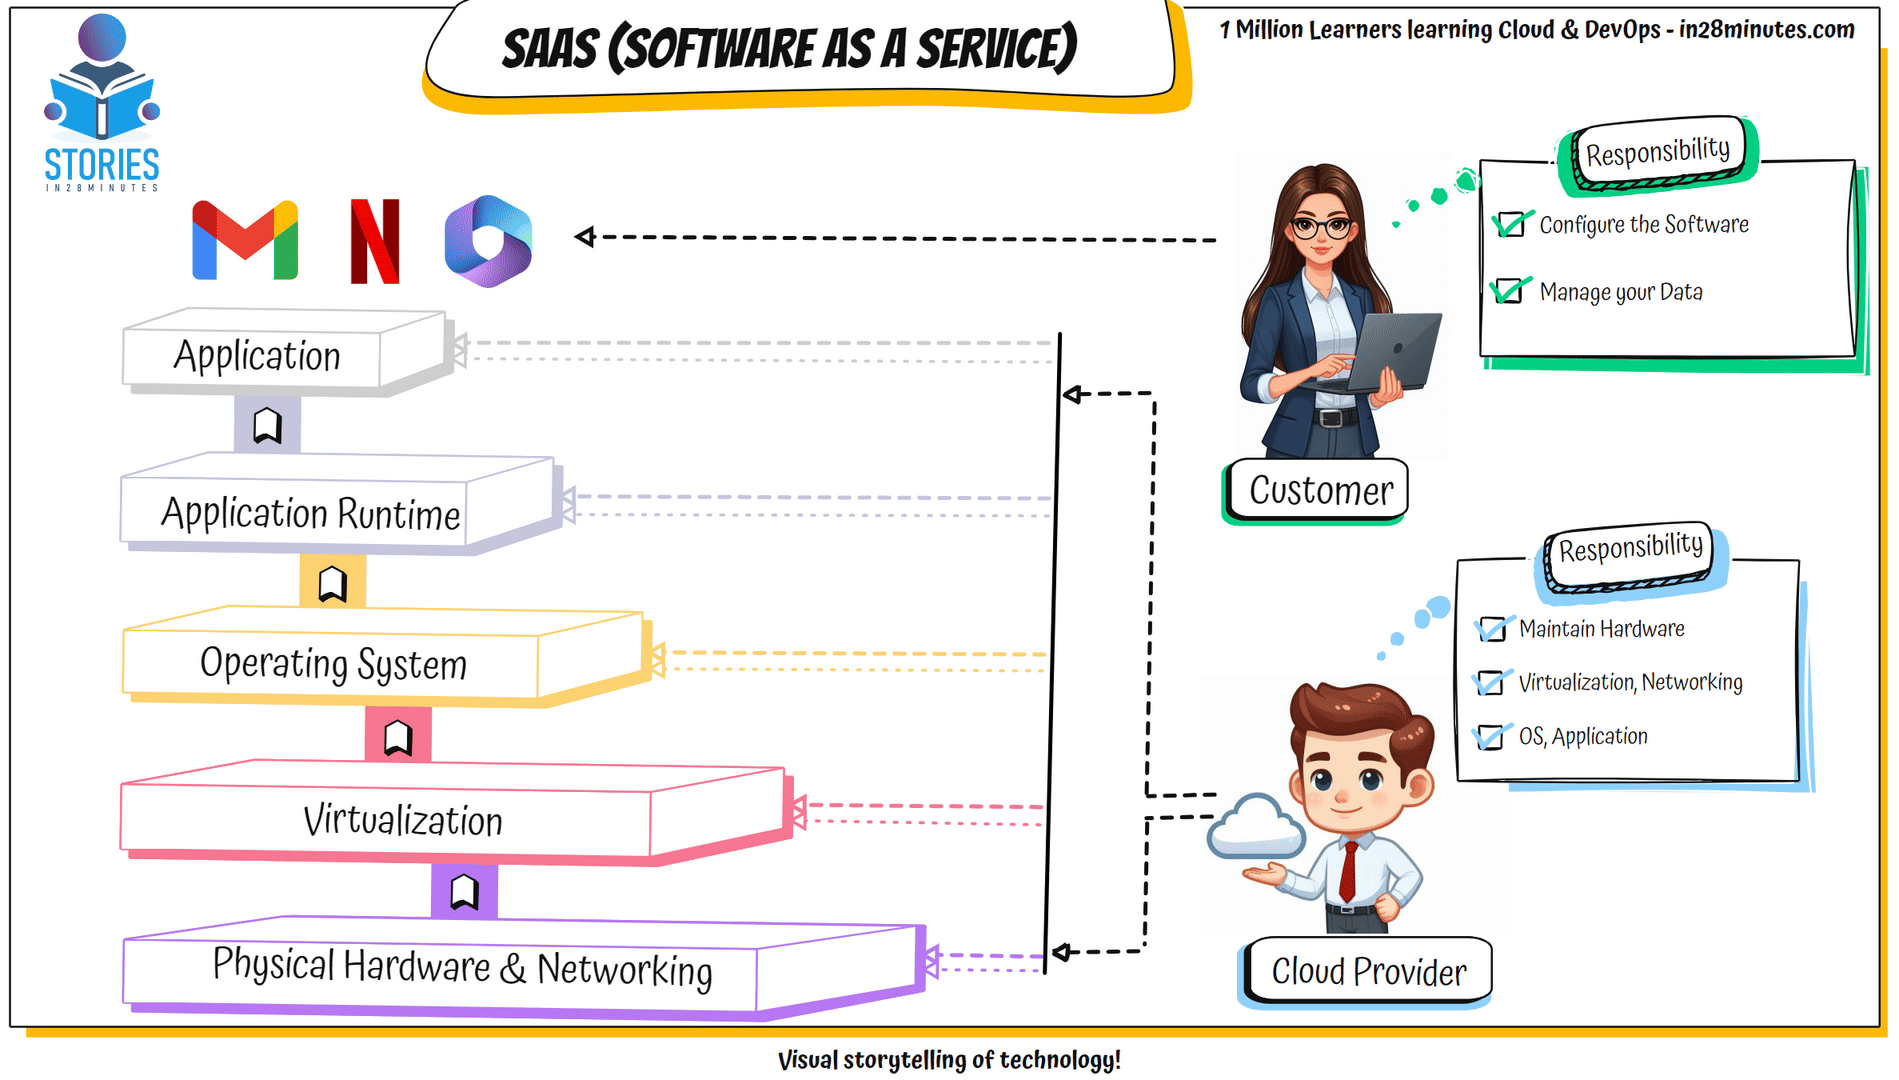 SAAS (SOFTWARE AS A SERVICE)
1 Million Learners learning Cloud & DevOps - in28minutes.com
STORIES
IN28MINUTES
Responsibility
Configure the Software
Manage your Data
Application
Application Runtime
Customer
Responsibility
Maintain Hardware
Virtualization, Networking
OS, Application
Operating System
Virtualization
Physical Hardware & Networking
Cloud Provider
Visual storytelling of technology!